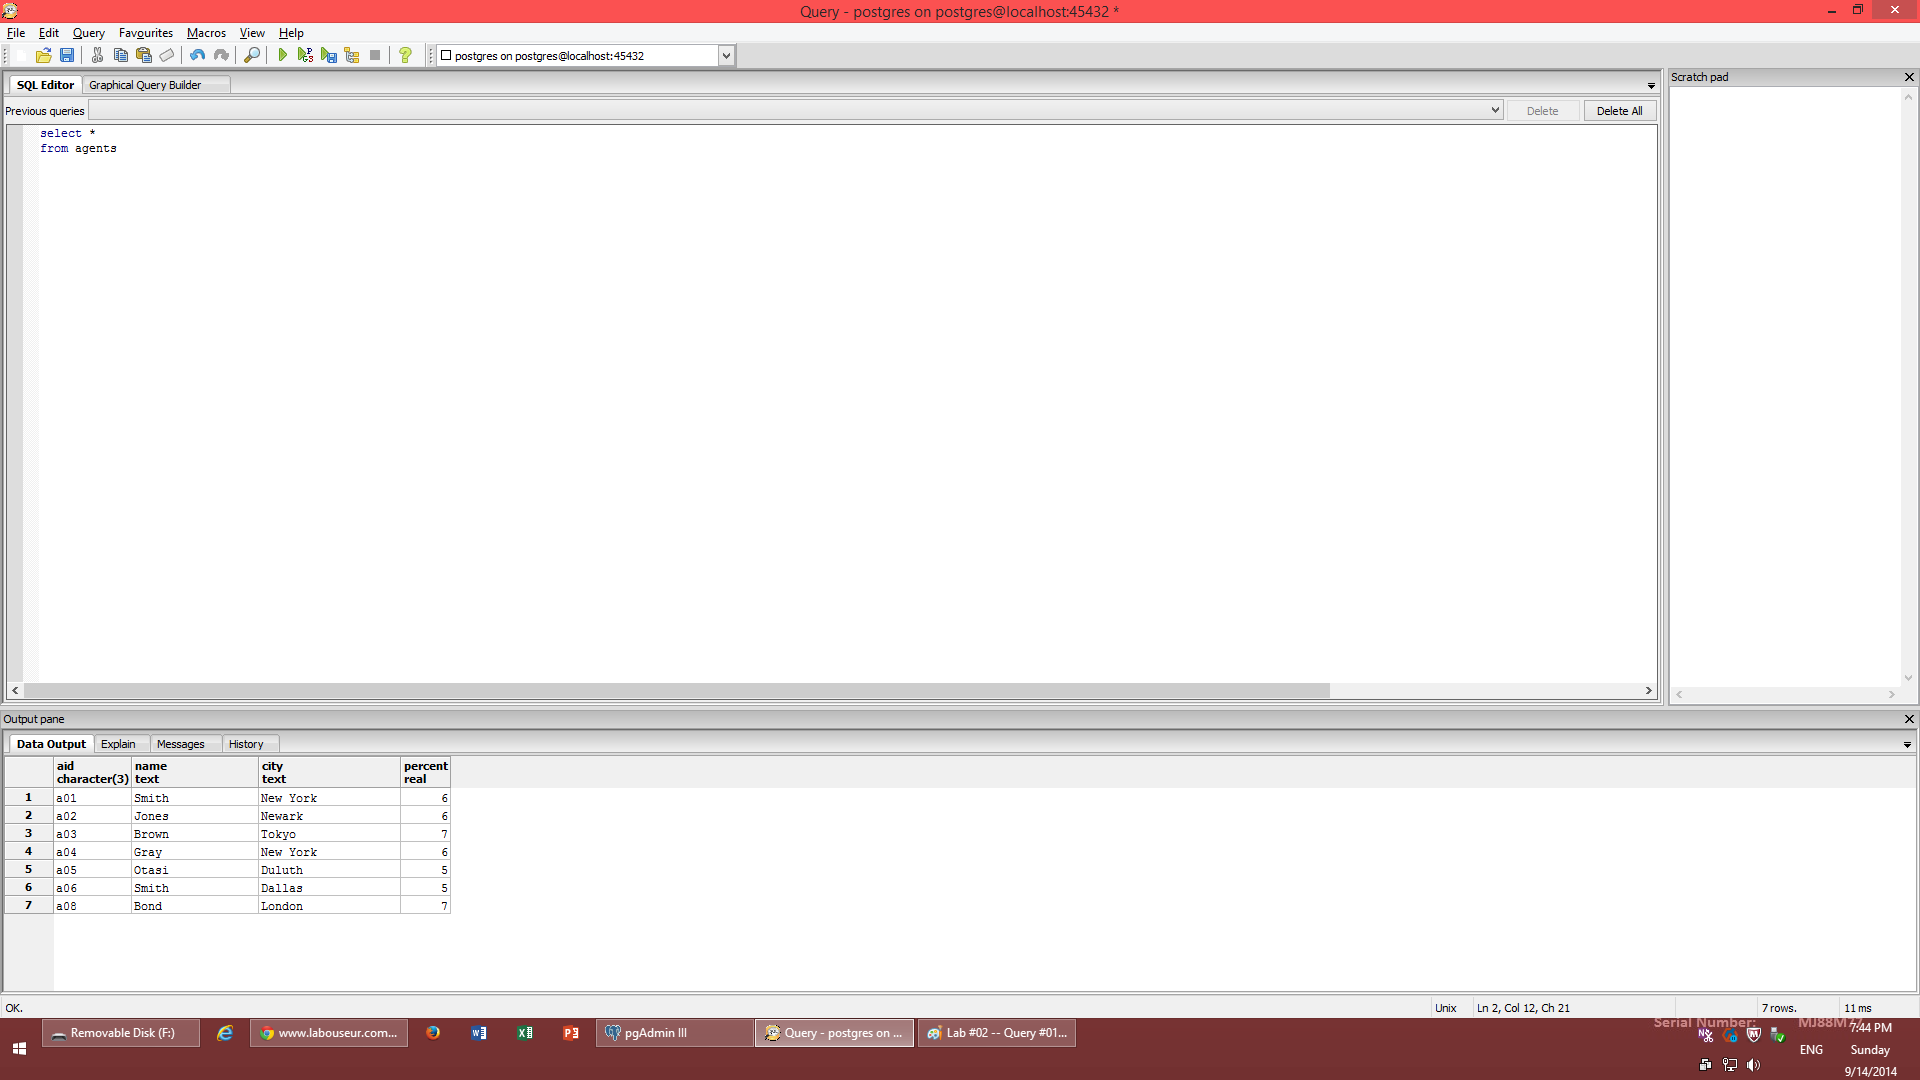 Query - postgres on postgres@localhost:45432 *
File Edit Query Favourites Macros View Help
postgres on postgres@localhost:45432
SQL Editor Graphical Query Builder
Scratch pad
Previous queries Delete Delete All
select *
from agents
Output pane
Data Output Explain Messages History
aid name city percent
character(3) text text real
1 a01 Smith New York 6
2 a02 Jones Newark 6
3 a03 Brown Tokyo 7
4 a04 Gray New York 6
5 a05 Otasi Duluth 5
6 a06 Smith Dallas 5
7 a08 Bond London 7
OK. Unix Ln 2, Col 12, Ch 21 7 rows. 11 ms
Removable Disk (F:) www.labouseur.com... pgAdmin III Query - postgres on ... Lab #02 -- Query #01...
Serial Number:
7:44 PM
ENG Sunday
9/14/2014